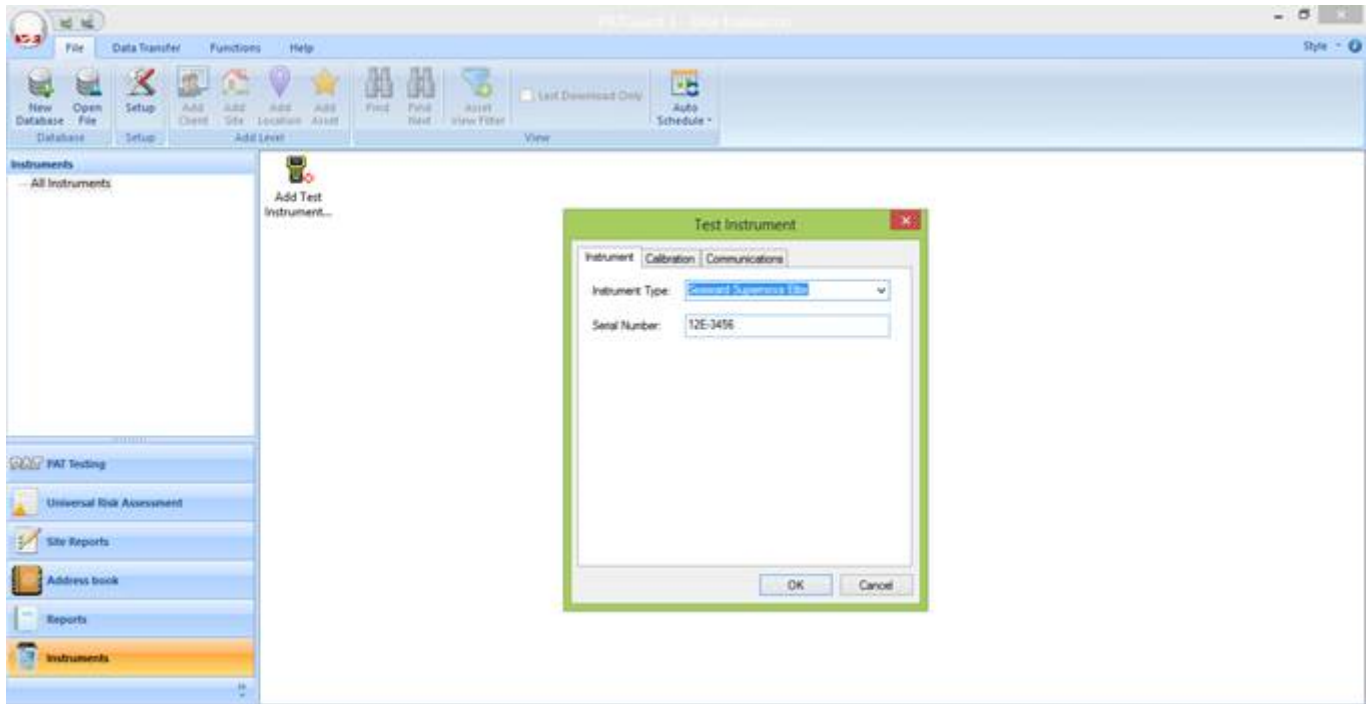 File Data Transfer Functions Help Style
New Database
Open File
Setup
Add Client
Add Site
Add Location
Add Asset
Find
Find Next
Asset View Filter
Last Download Only
Auto Schedule
Database Setup Add Level View
Instruments
All Instruments
Add Test
Instrument...
Test Instrument
Instrument Calibration Communications
Instrument Type: Seaward Supernova Elite
Serial Number: 12E-3456
OK Cancel
PAT Testing
Universal Risk Assessment
Site Reports
Address book
Reports
Instruments